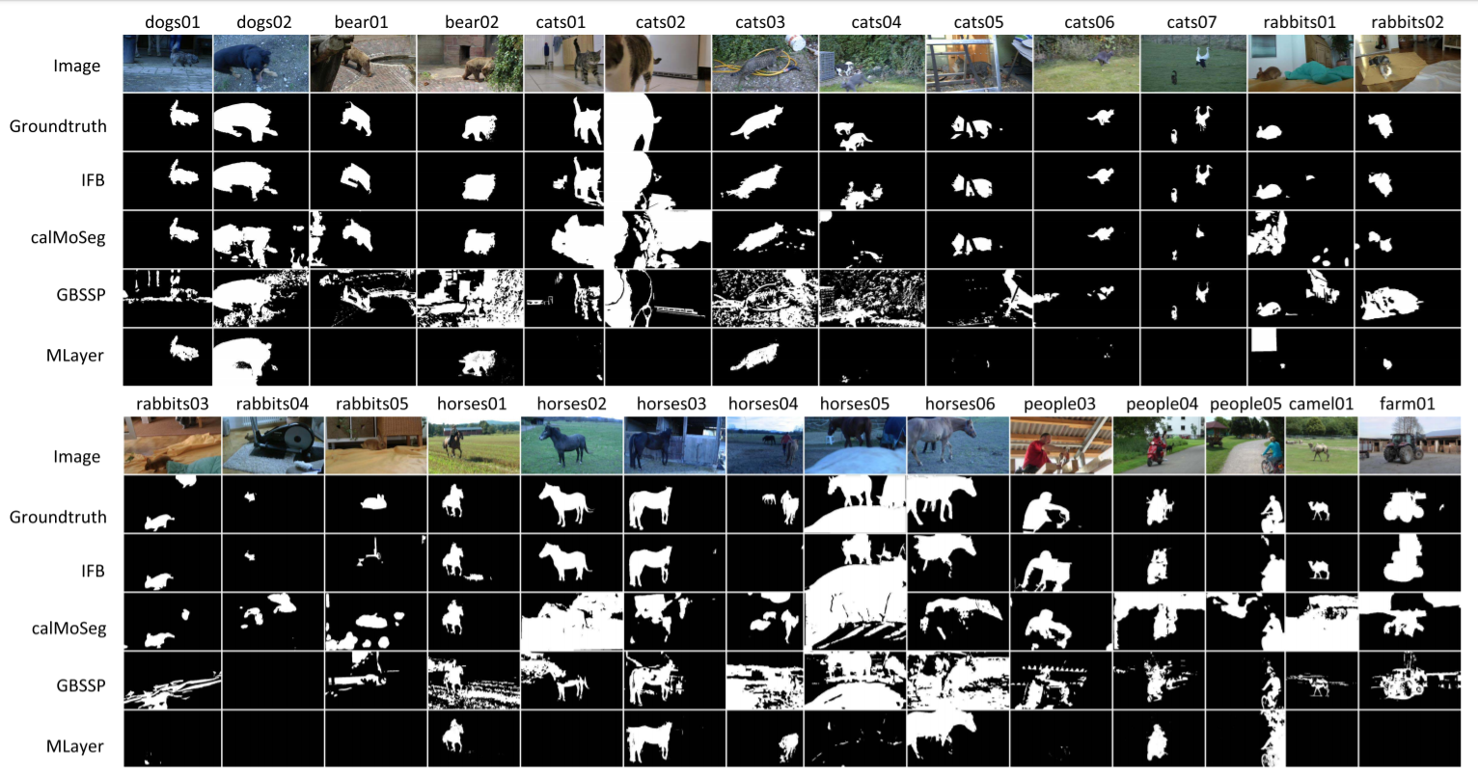 dogs01 dogs02 bear01 bear02 cats01 cats02 cats03 cats04 cats05 cats06 cats07 rabbits01 rabbits02
Image
Groundtruth
IFB
calMoSeg
GBSSP
MLayer
rabbits03 rabbits04 rabbits05 horses01 horses02 horses03 horses04 horses05 horses06 people03 people04 people05 camel01 farm01
Image
Groundtruth
IFB
calMoSeg
GBSSP
MLayer